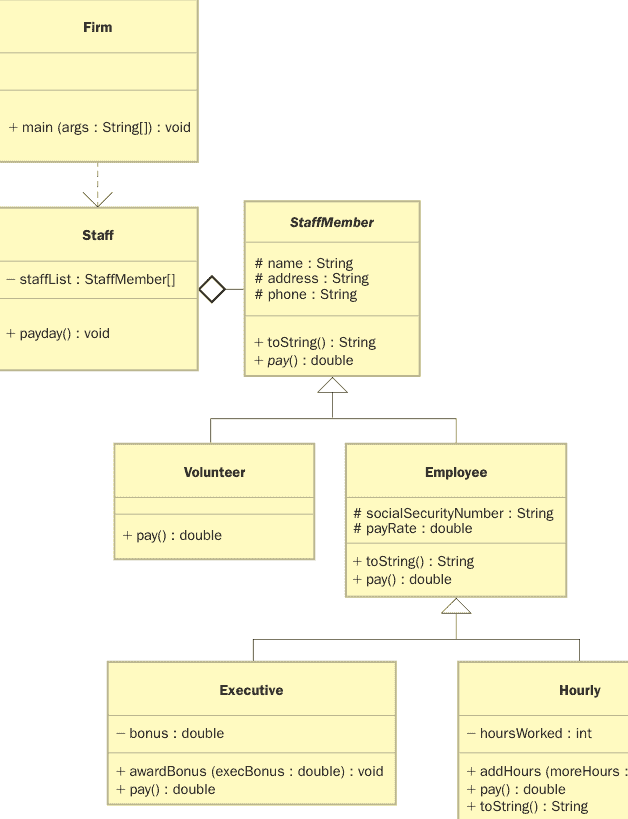 Firm
+ main (args : String[]) : void
Staff
− staffList : StaffMember[]
+ payday() : void
StaffMember
# name : String
# address : String
# phone : String
+ toString() : String
+ pay() : double
Volunteer
+ pay() : double
Employee
# socialSecurityNumber : String
# payRate : double
+ toString() : String
+ pay() : double
Executive
− bonus : double
+ awardBonus (execBonus : double) : void
+ pay() : double
Hourly
− hoursWorked : int
+ addHours (moreHours :
+ pay() : double
+ toString() : String